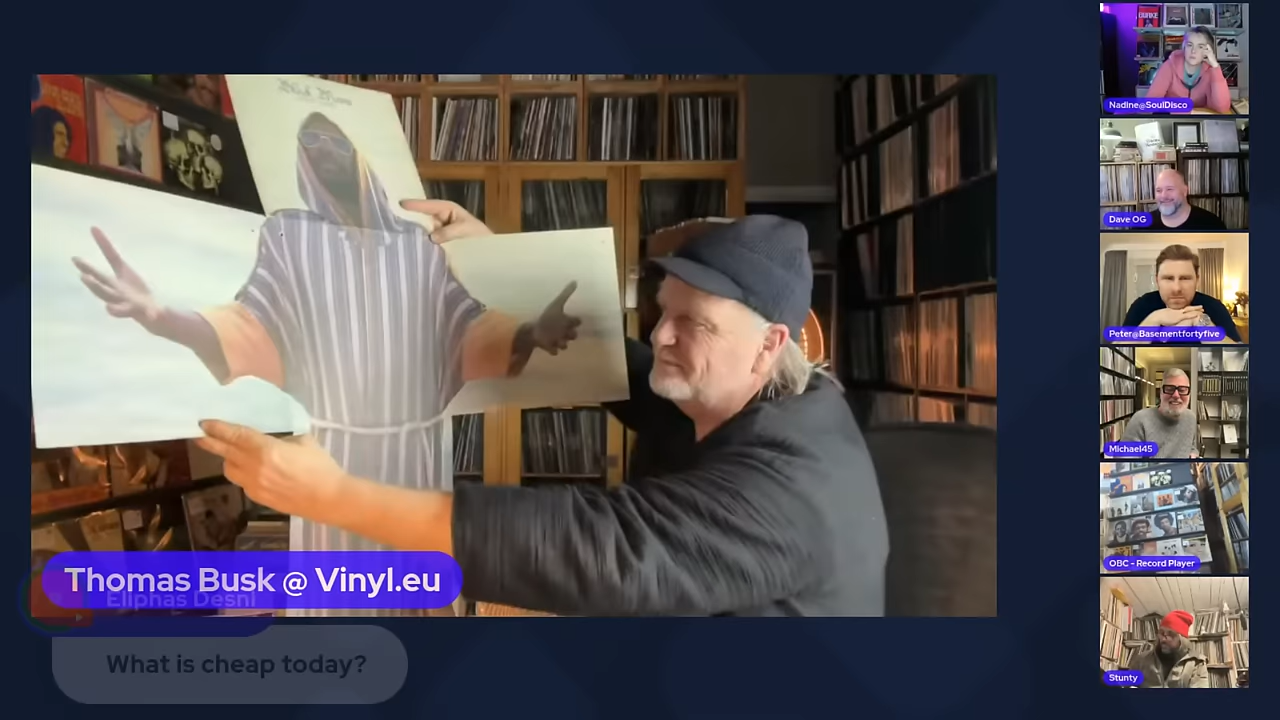 Thomas Busk @ Vinyl.eu
Eliphas Desni
What is cheap today?
Nadine@SoulDisco
Dave OG
Peter@Basementfortyfive
Michael45
OBC - Record Player
Stunty